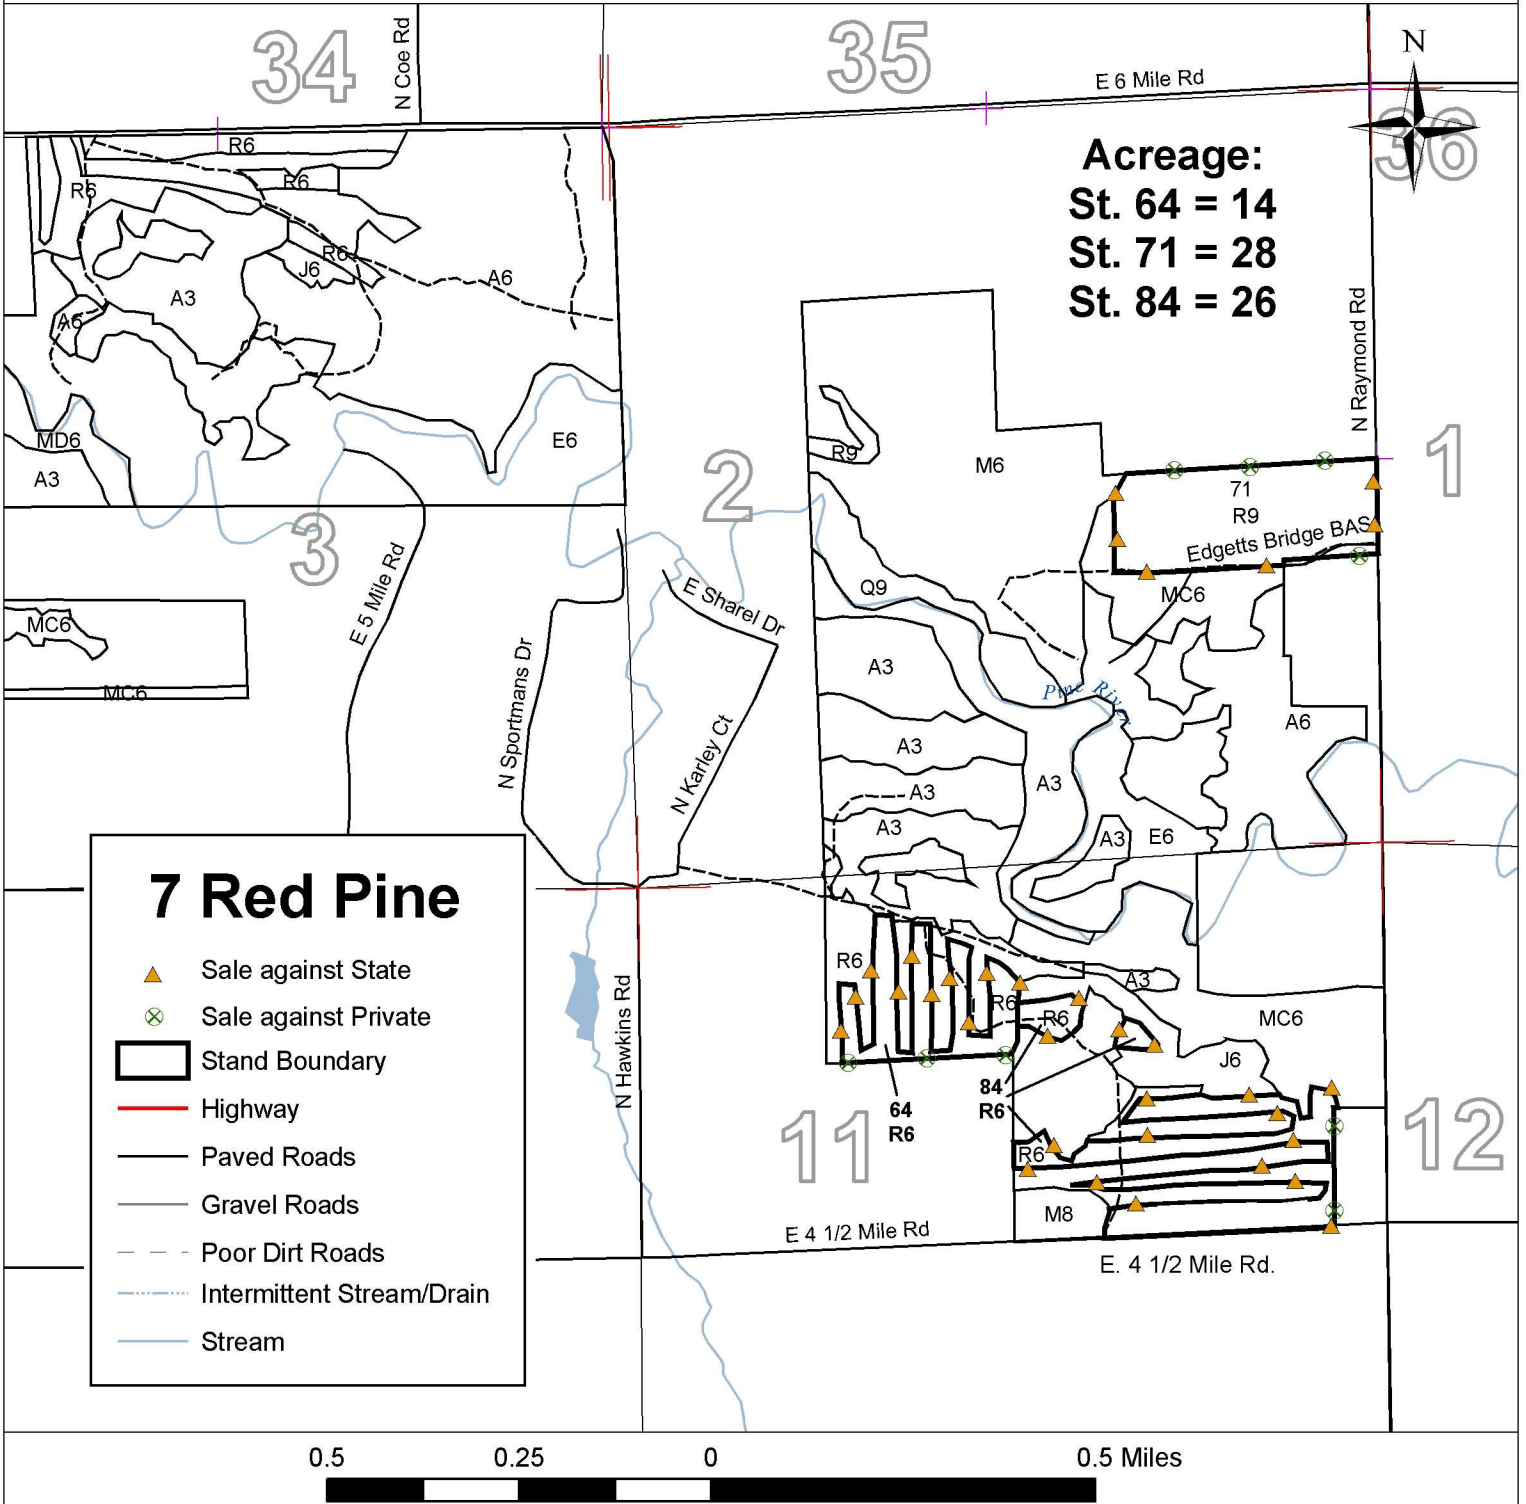 34
35
36
N
N Coe Rd
E 6 Mile Rd
Acreage:
St. 64 = 14
St. 71 = 28
St. 84 = 26
N Raymond Rd
R6
R6
R6
R6
J6
A6
A3
A6
MD6
A3
E6
R9
M6
71
R9
Edgetts Bridge BAS
MC6
1
2
3
E 5 Mile Rd
MC6
MC6
N Sportmans Dr
E Sharel Dr
N Karley Ct
Q9
A3
Pine River
A6
A3
A3
A3
A3
A3
E6
7 Red Pine
Sale against State
Sale against Private
Stand Boundary
Highway
Paved Roads
Gravel Roads
Poor Dirt Roads
Intermittent Stream/Drain
Stream
N Hawkins Rd
R6
R6
R6
A3
MC6
J6
64
R6
84
R6
R6
M8
11
12
E 4 1/2 Mile Rd
E. 4 1/2 Mile Rd.
0.5 0.25 0 0.5 Miles